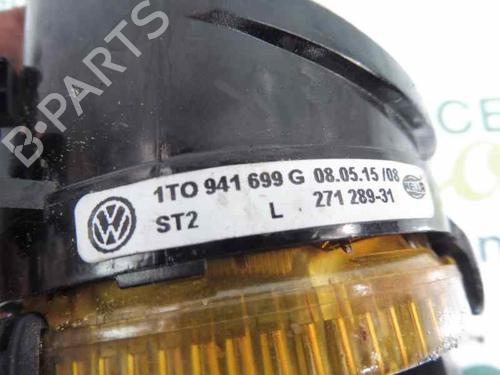 B-PARTS
CE
1TO 941 699 G 08.05.15/08
ST2 L 271 289-31
HELLA